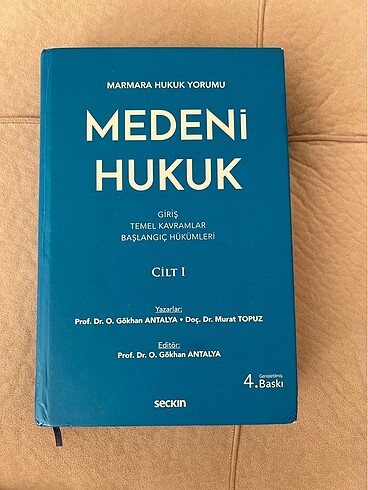 MARMARA HUKUK YORUMU
MEDENİ
HUKUK
GİRİŞ
TEMEL KAVRAMLAR
BAŞLANGIÇ HÜKÜMLERİ
CİLT I
Yazarlar:
Prof. Dr. O. Gökhan ANTALYA • Doç. Dr. Murat TOPUZ
Editör:
Prof. Dr. O. Gökhan ANTALYA
Genişletilmiş
4. Baskı
seckin